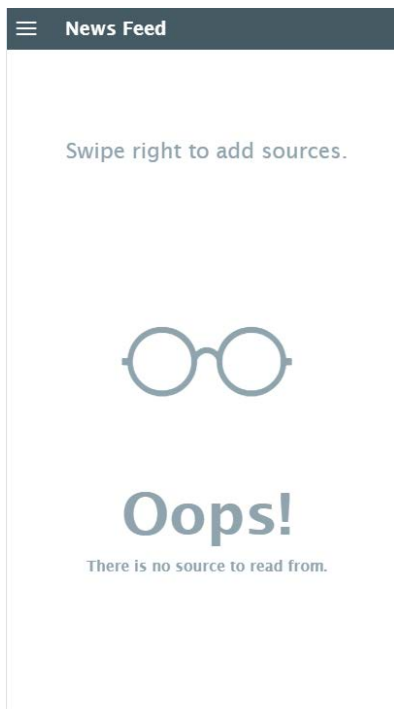 News Feed
Swipe right to add sources.
Oops!
There is no source to read from.